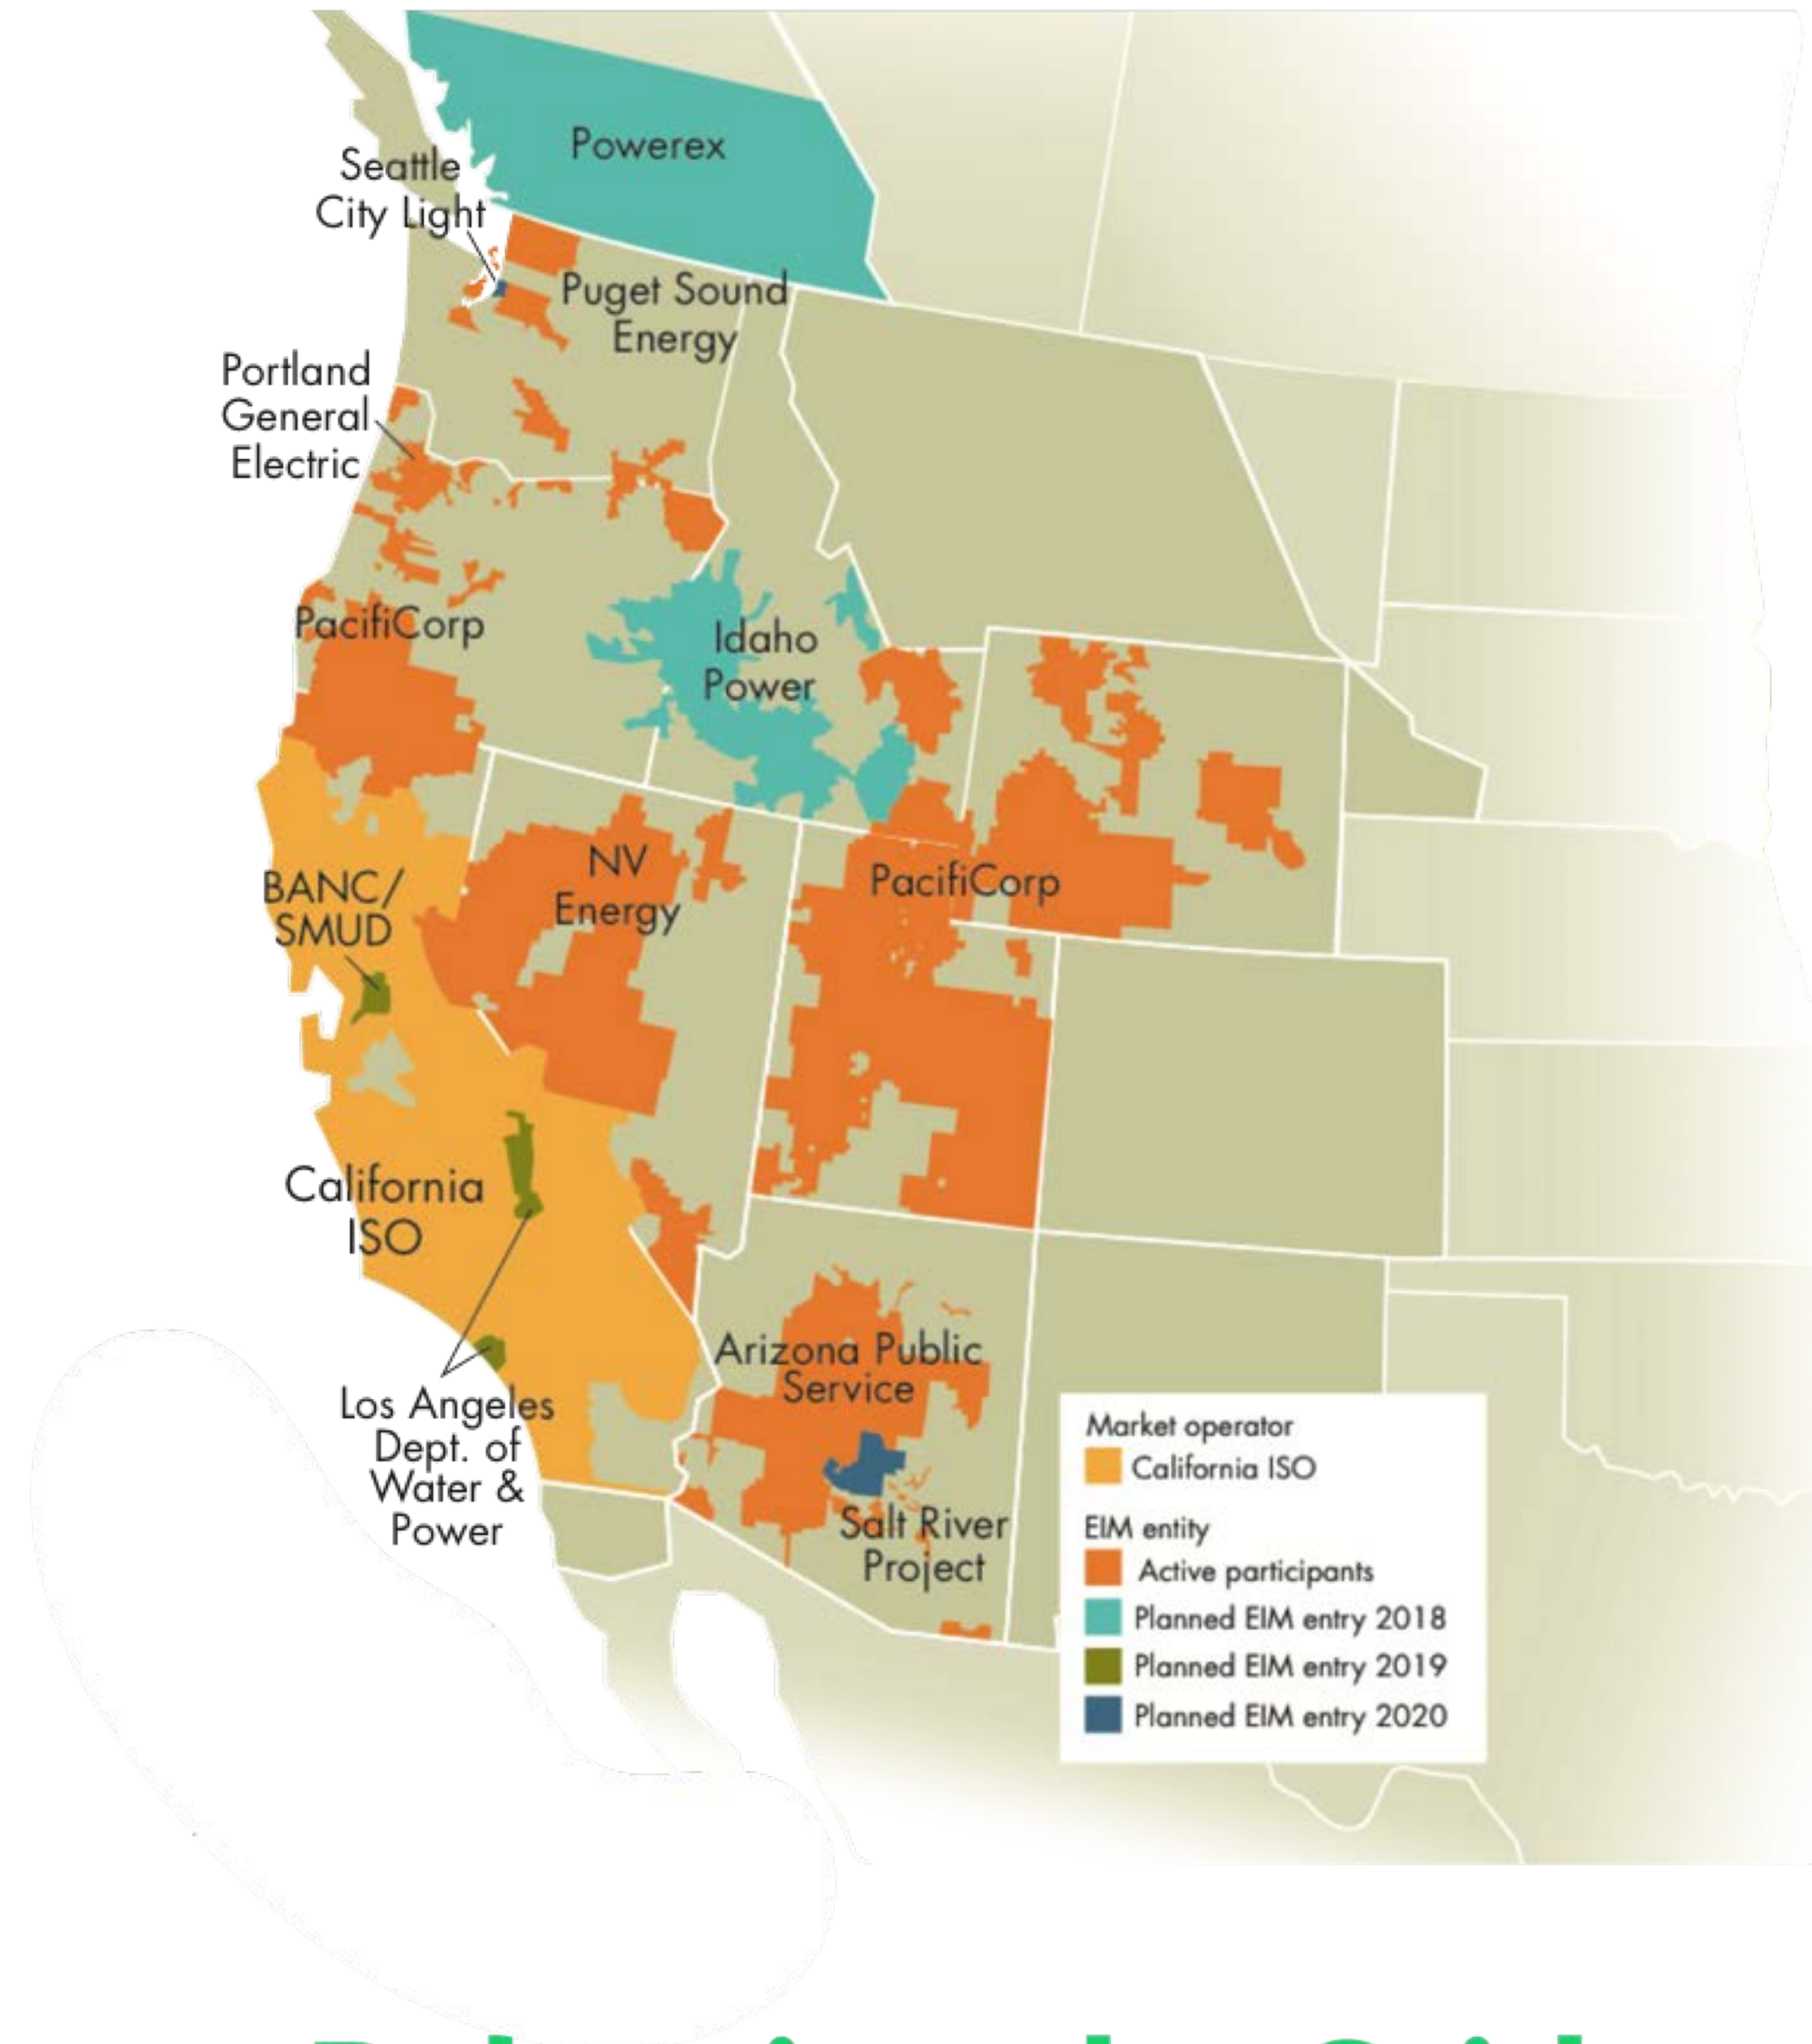 Powerex
Seattle
City Light
Puget Sound
Energy
Portland
General
Electric
PacifiCorp
Idaho
Power
NV
Energy
PacifiCorp
BANC/
SMUD
California
ISO
Arizona Public
Service
Los Angeles
Dept. of
Water &
Power
Salt River
Project
Market operator
California ISO
EIM entity
Active participants
Planned EIM entry 2018
Planned EIM entry 2019
Planned EIM entry 2020